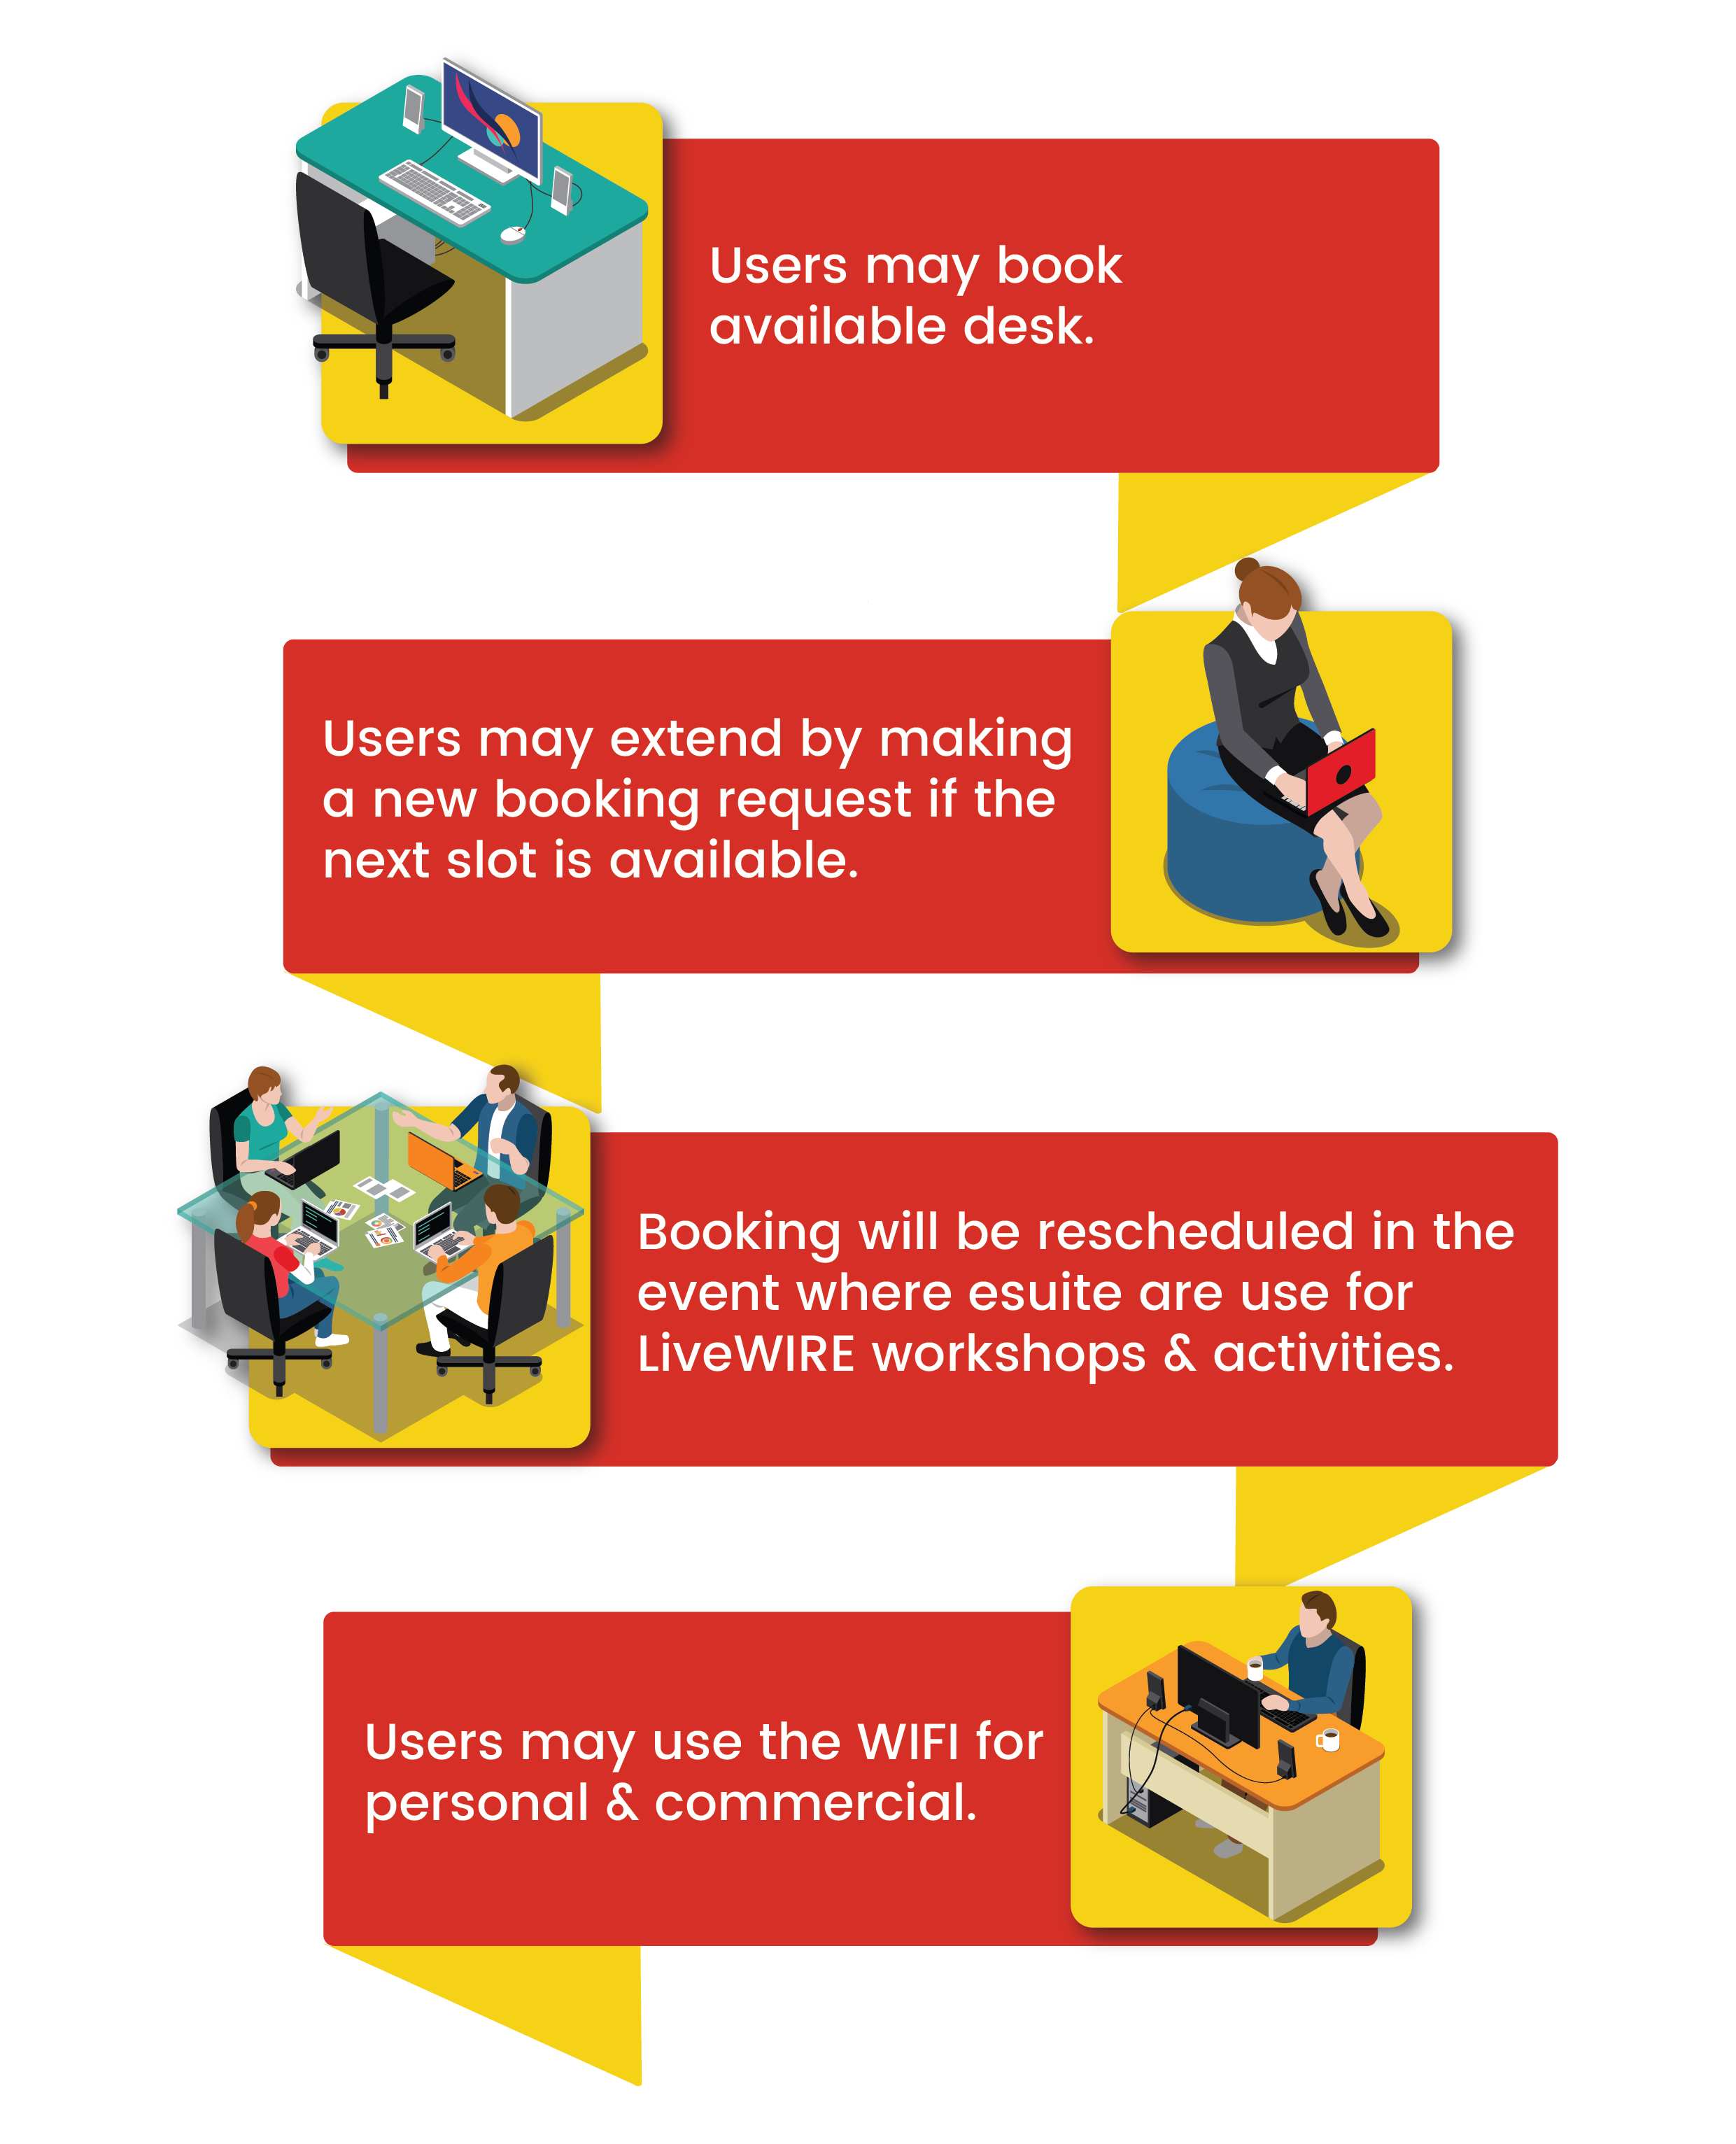 Users may book
available desk.
Users may extend by making
a new booking request if the
next slot is available.
Booking will be rescheduled in the
event where esuite are use for
LiveWIRE workshops & activities.
Users may use the WIFI for
personal & commercial.